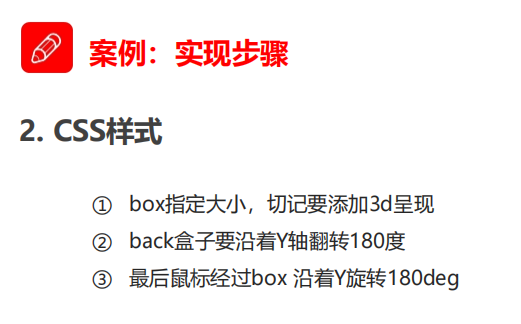 案例：实现步骤
2. CSS样式
① box指定大小，切记要添加3d呈现
② back盒子要沿着Y轴翻转180度
③ 最后鼠标经过box 沿着Y旋转180deg